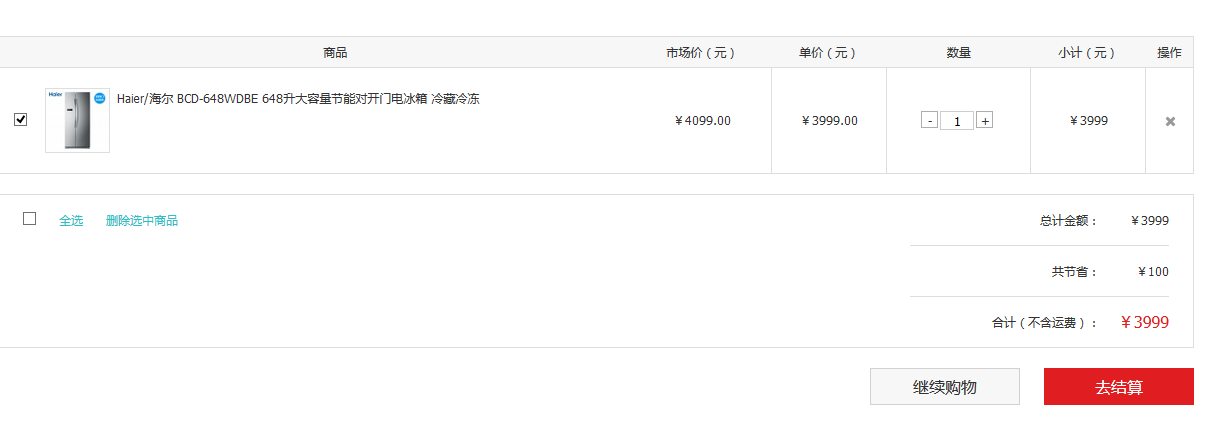 商品 市场价（元） 单价（元） 数量 小计（元） 操作
Haier
Haier/海尔 BCD-648WDBE 648升大容量节能对开门电冰箱 冷藏冷冻
￥4099.00 ￥3999.00 - 1 + ￥3999
全选 删除选中商品 总计金额： ￥3999
共节省： ￥100
合计（不含运费）： ￥3999
继续购物 去结算